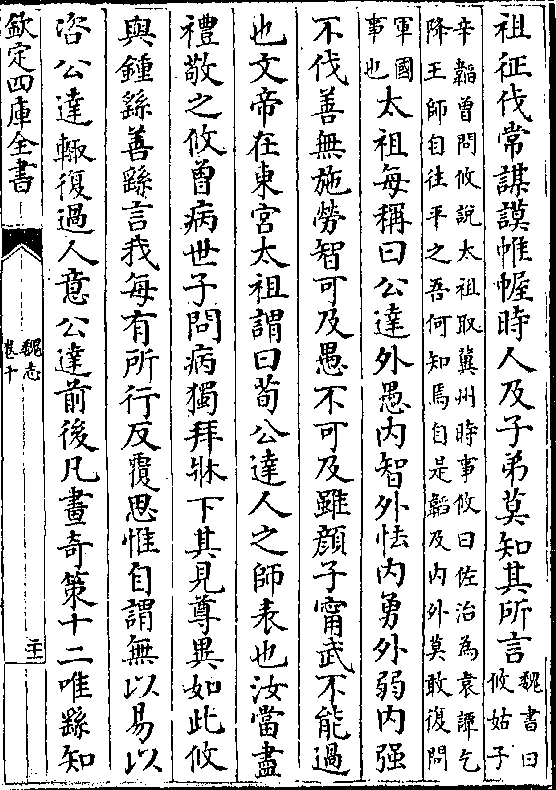 祖征伐常謀謨帷幄時人及子弟莫知其所言
魏書曰
攸姑子
辛韜曾問攸說太祖取冀州時事攸曰佐治為袁譚乞
降王師自往平之吾何知焉自是韜及内外莫敢復問
軍國
事也
太祖每稱曰公達外愚内智外怯内勇外弱内强
不伐善無施勞智可及愚不可及雖顔子甯武不能過
也文帝在東宫太祖謂曰荀公達人之師表也汝當盡
禮敬之攸曾病世子問病獨拜牀下其見尊異如此攸
與鍾繇善繇言我每有所行反覆思惟自謂無以易以
咨公達輒復過人意公達前後凡畫奇策十二唯繇知
欽定四庫全書
魏志
卷十
二十